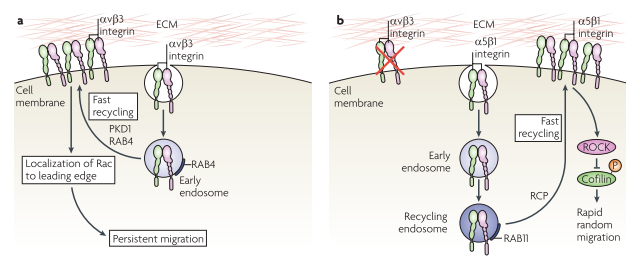 a
αvβ3
integrin
ECM
αvβ3
integrin
Cell
membrane
Fast
recycling
PKD1
RAB4
Localization of Rac
to leading edge
RAB4
Early
endosome
Persistent migration
b
αvβ3
integrin
ECM
α5β1
integrin
α5β1
integrin
Cell
membrane
Fast
recycling
ROCK
P
Cofilin
Early
endosome
RCP
Rapid
random
migration
Recycling
endosome
RAB11